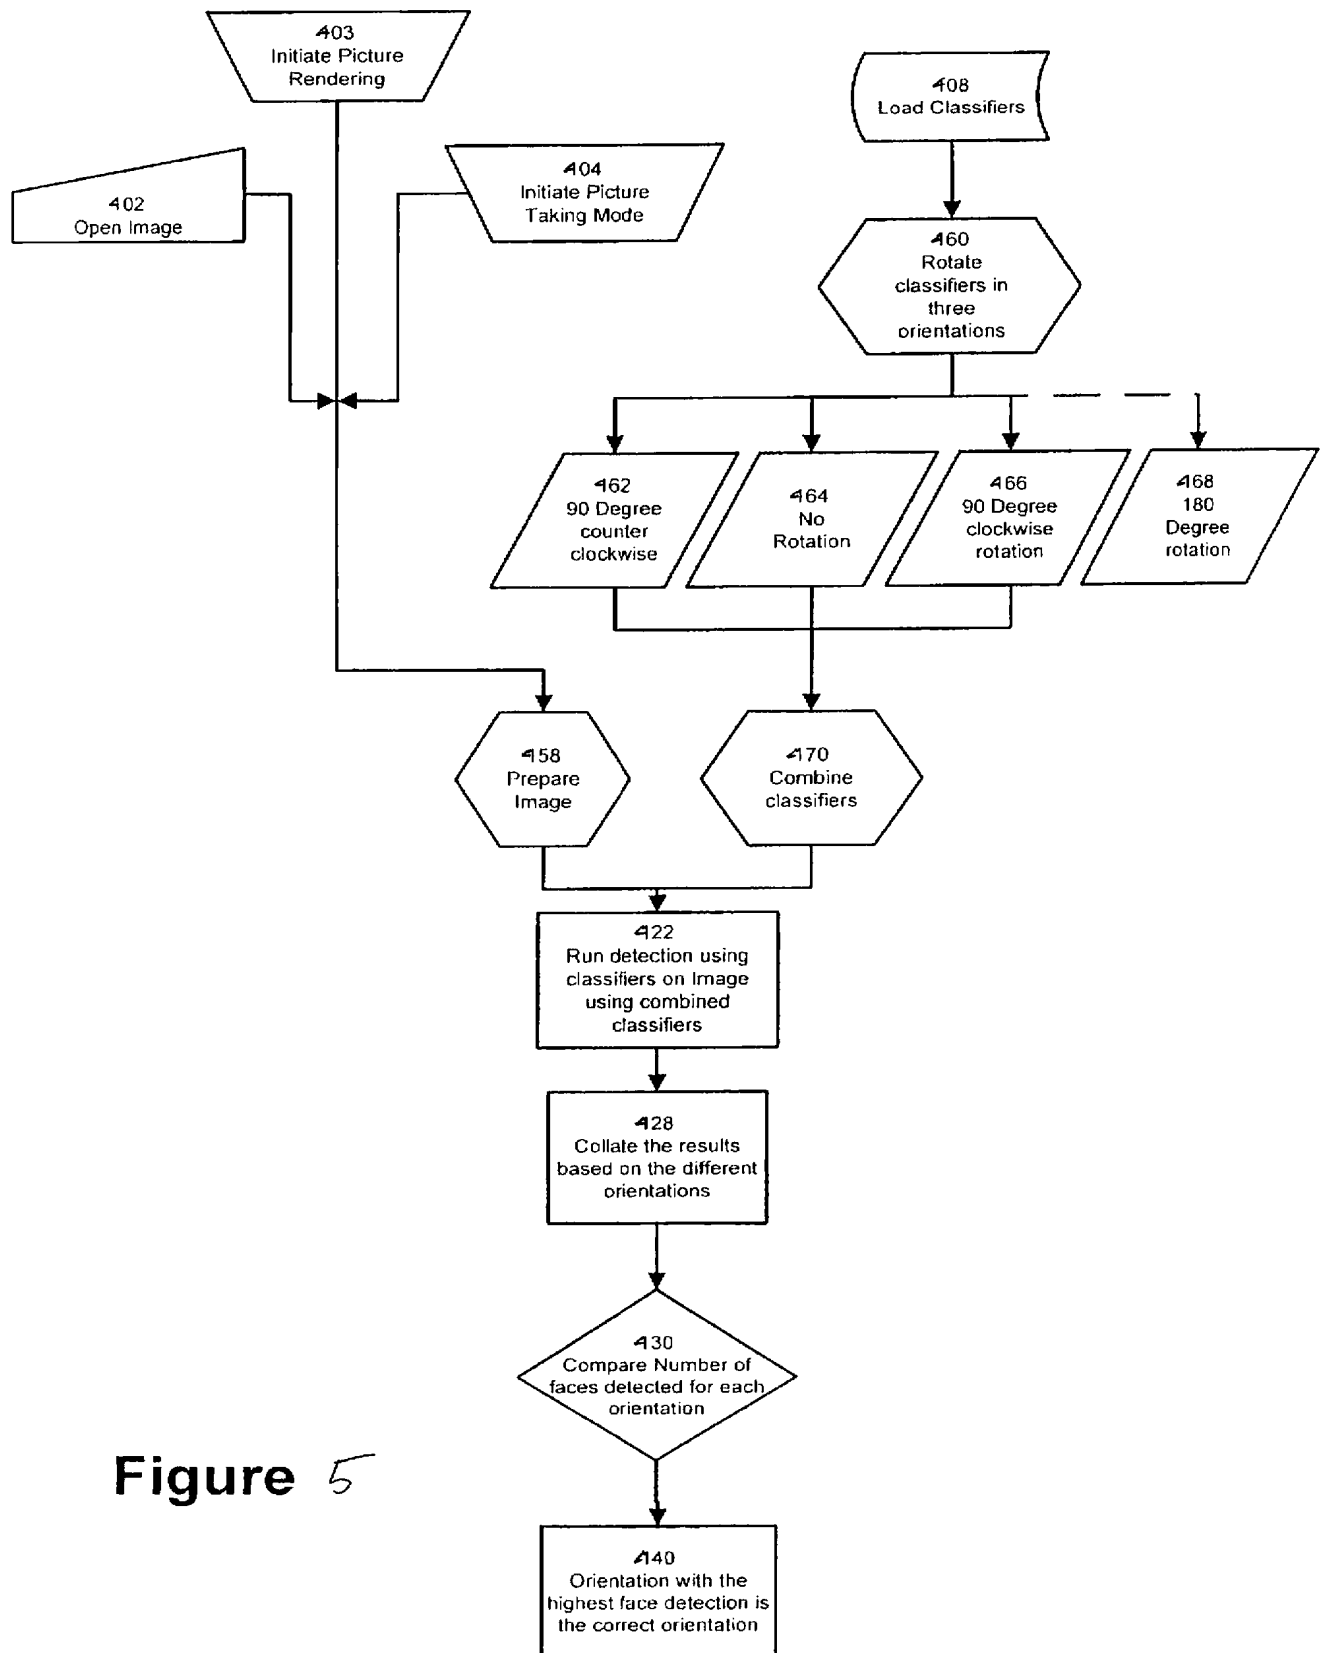 403
Initiate Picture
Rendering
408
Load Classifiers
404
Initiate Picture
Taking Mode
402
Open Image
460
Rotate
classifiers in
three
orientations
462
90 Degree
counter
clockwise
464
No
Rotation
466
90 Degree
clockwise
rotation
468
180
Degree
rotation
458
Prepare
Image
470
Combine
classifiers
422
Run detection using
classifiers on Image
using combined
classifiers
428
Collate the results
based on the different
orientations
430
Compare Number of
faces detected for each
orientation
Figure 5
440
Orientation with the
highest face detection is
the correct orientation